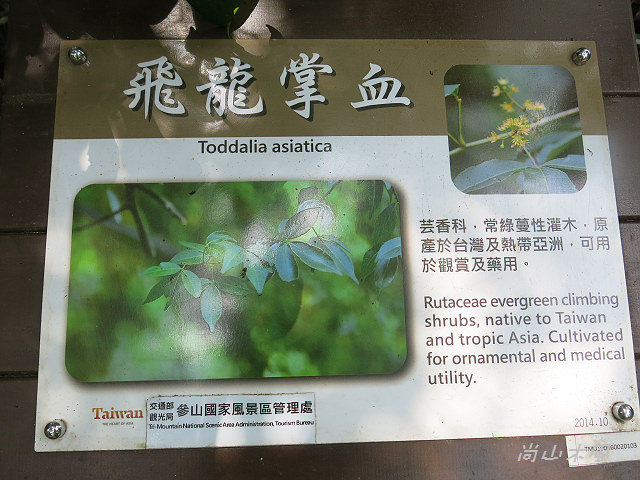 飛龍掌血
Toddalia asiatica
芸香科，常綠蔓性灌木，原
產於台灣及熱帶亞洲，可用
於觀賞及藥用。
Rutaceae evergreen climbing
shrubs, native to Taiwan
and tropic Asia. Cultivated
for ornamental and medical
utility.
Taiwan
THE HEART OF ASIA
交通部
觀光局
參山國家風景區管理處
Tri-Mountain National Scenic Area Administration, Tourism Bureau
2014.10
尚山